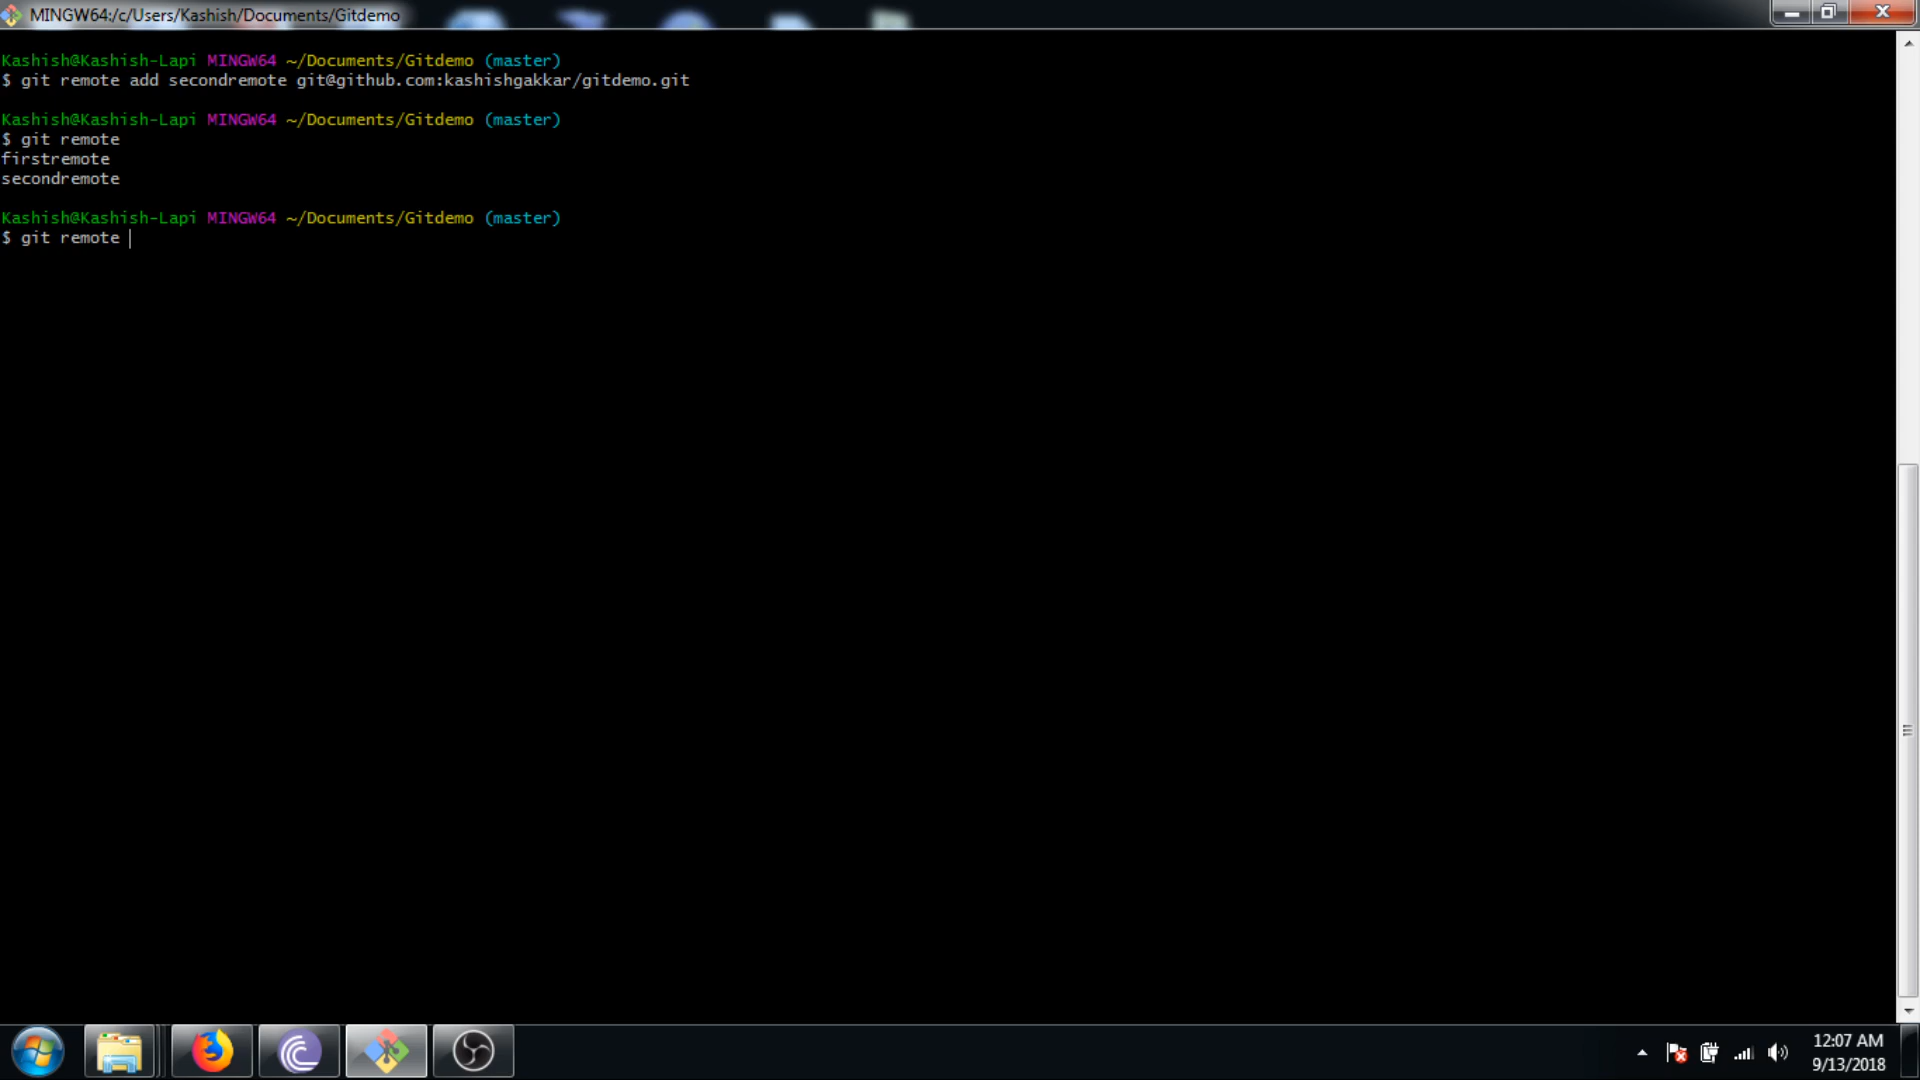 MINGW64:/c/Users/Kashish/Documents/Gitdemo
Kashish@Kashish-Lapi MINGW64 ~/Documents/Gitdemo (master)
$ git remote add secondremote git@github.com:kashishgakkar/gitdemo.git
Kashish@Kashish-Lapi MINGW64 ~/Documents/Gitdemo (master)
$ git remote
firstremote
secondremote
Kashish@Kashish-Lapi MINGW64 ~/Documents/Gitdemo (master)
$ git remote
12:07 AM
9/13/2018